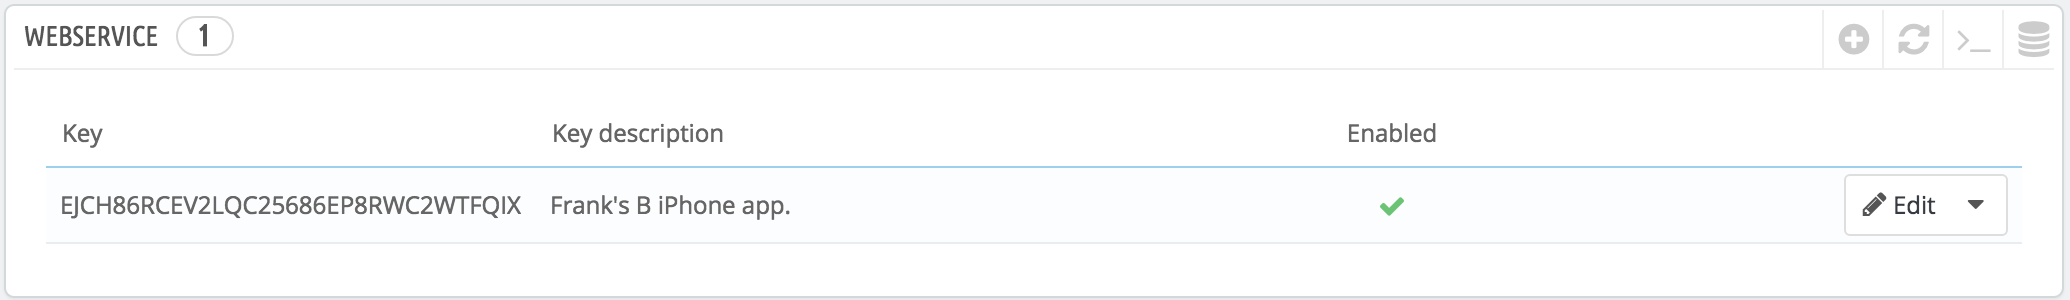 WEBSERVICE 1
Key Key description Enabled
EJCH86RCEV2LQC25686EP8RWC2WTFQIX Frank's B iPhone app. Edit